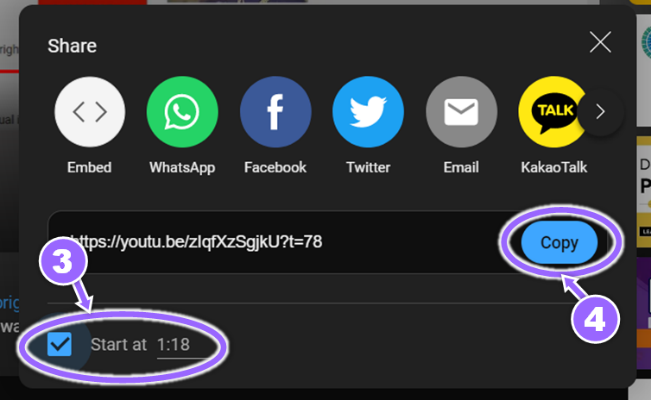 Share
TALK
Embed
WhatsApp
Facebook
Twitter
Email
KakaoTalk
https://youtu.be/zIqfXzSgjkU?t=78
Copy
3
4
Start at 1:18